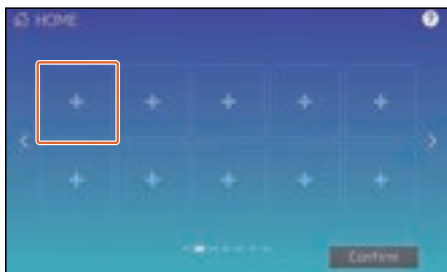 HOME
?
+ + + + +
< >
+ + + + +
Confirm